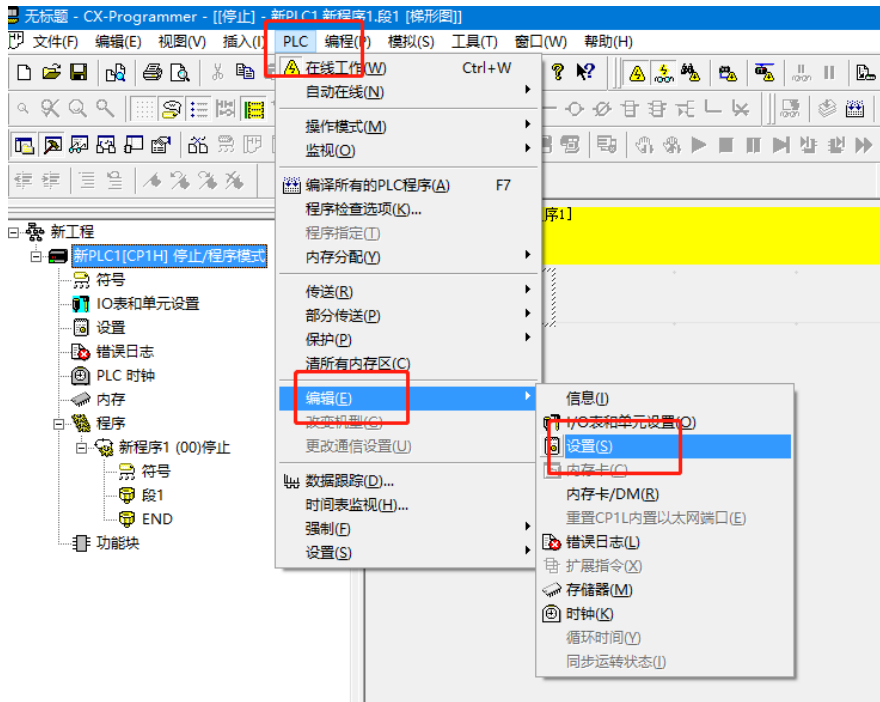 无标题 - CX-Programmer - [[停止] - 新PLC1.新程序1.段1 [梯形图]]
文件(F) 编辑(E) 视图(V) 插入(I) PLC 编程(P) 模拟(S) 工具(T) 窗口(W) 帮助(H)
在线工作(W) Ctrl+W
自动在线(N)
操作模式(M)
监视(O)
编译所有的PLC程序(A) F7
程序检查选项(K)...
程序指定(T)
内存分配(Y)
传送(R)
部分传送(P)
保护(P)
清所有内存区(C)
编辑(E)
改变机型(G)
更改通信设置(U)
数据跟踪(D)...
时间表监视(H)...
强制(F)
设置(S)
信息(I)
I/O表和单元设置(O)
设置(S)
内存卡(C)
内存卡/DM(R)
重置CP1L内置以太网端口(E)
错误日志(L)
扩展指令(X)
存储器(M)
时钟(K)
循环时间(Y)
同步运转状态(I)
序1]
新工程
新PLC1[CP1H] 停止/程序模式
符号
IO表和单元设置
设置
错误日志
PLC 时钟
内存
程序
新程序1 (00)停止
符号
段1
END
功能块